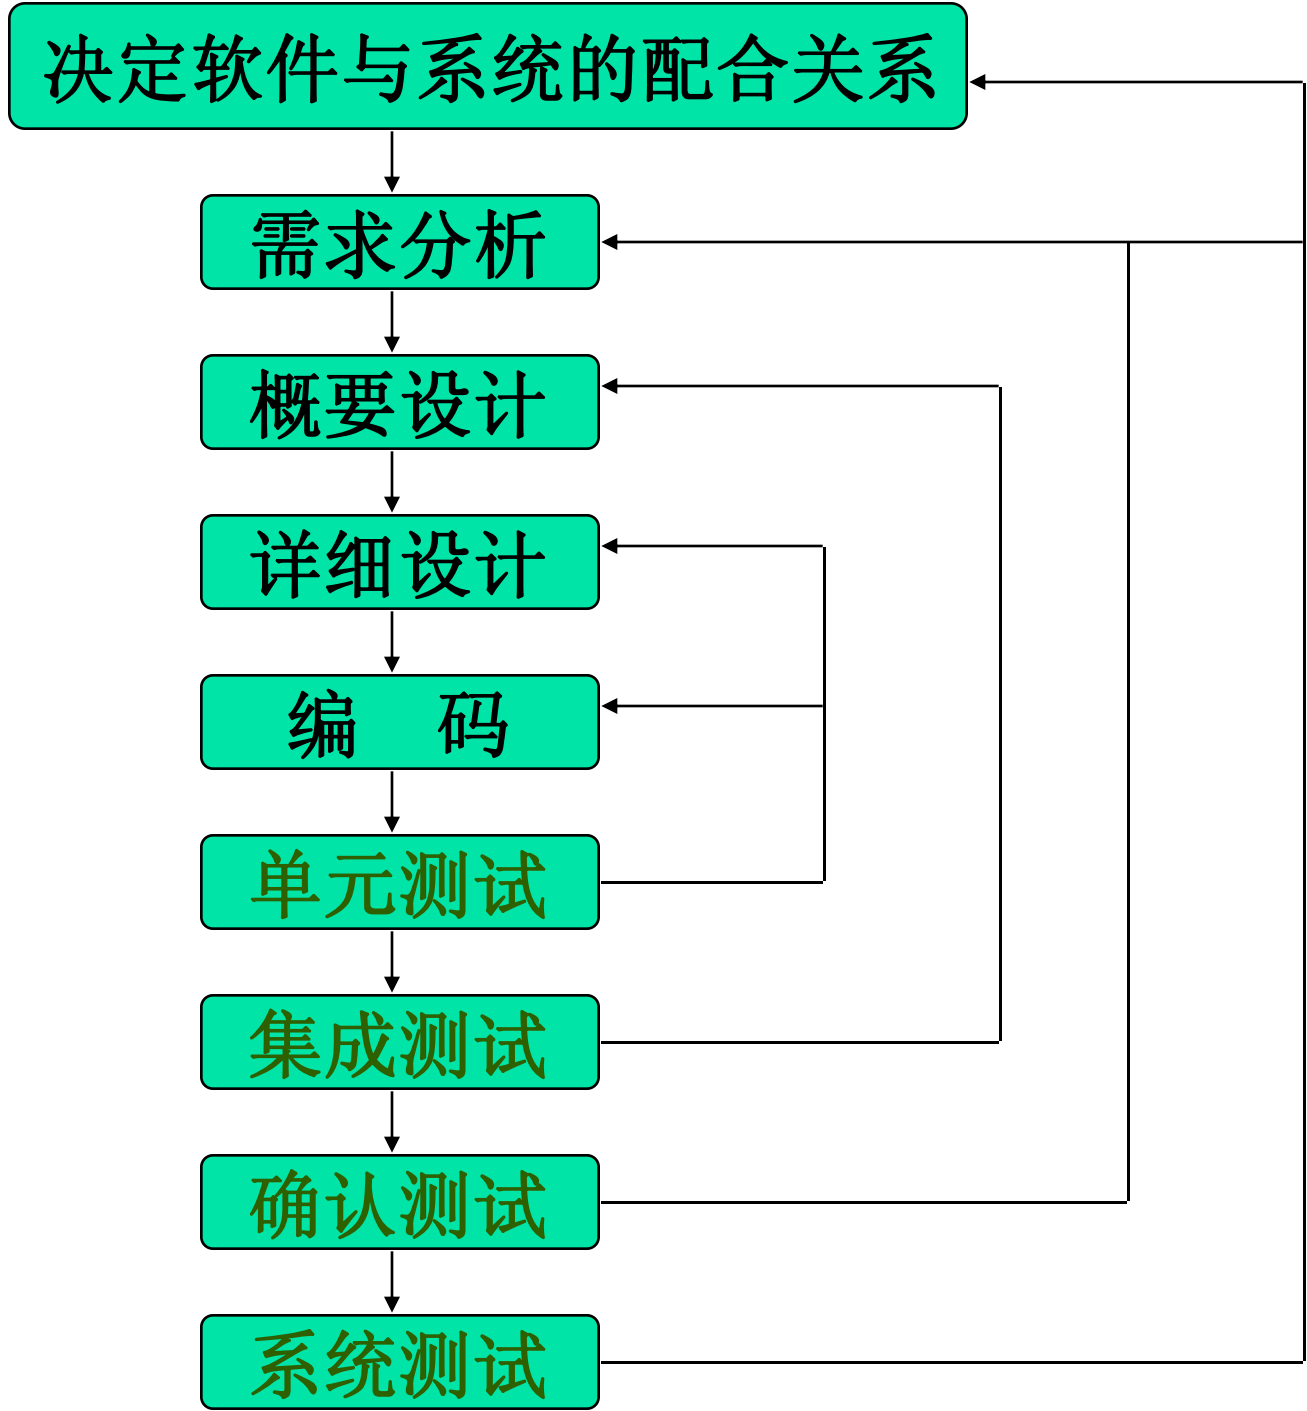 决定软件与系统的配合关系
需求分析
概要设计
详细设计
编 码
单元测试
集成测试
确认测试
系统测试